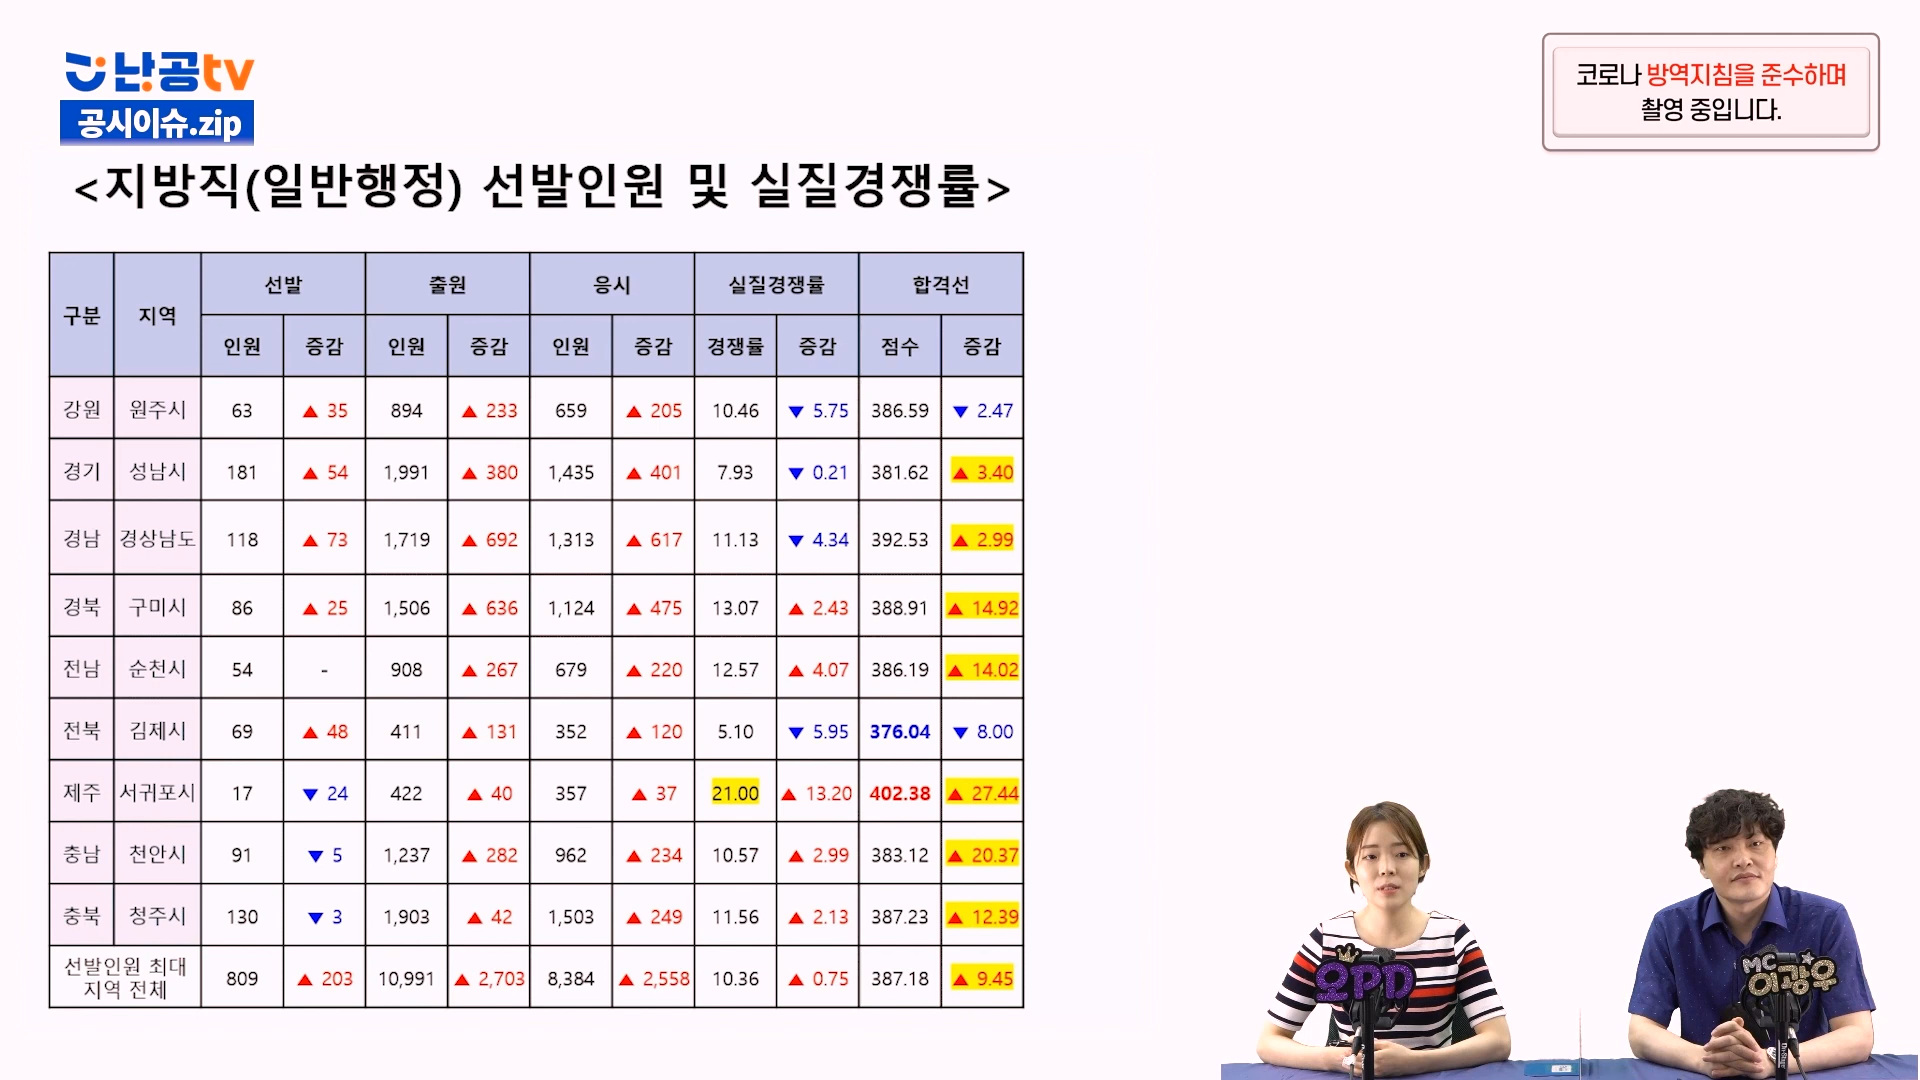 난공tv
공시이슈.zip
코로나 방역지침을 준수하며
촬영 중입니다.
<지방직(일반행정) 선발인원 및 실질경쟁률>
구분 지역 선발 출원 응시 실질경쟁률 합격선
인원 증감 인원 증감 인원 증감 경쟁률 증감 점수 증감
강원 원주시 63 ▲ 35 894 ▲ 233 659 ▲ 205 10.46 ▼ 5.75 386.59 ▼ 2.47
경기 성남시 181 ▲ 54 1,991 ▲ 380 1,435 ▲ 401 7.93 ▼ 0.21 381.62 ▲ 3.40
경남 경상남도 118 ▲ 73 1,719 ▲ 692 1,313 ▲ 617 11.13 ▼ 4.34 392.53 ▲ 2.99
경북 구미시 86 ▲ 25 1,506 ▲ 636 1,124 ▲ 475 13.07 ▲ 2.43 388.91 ▲ 14.92
전남 순천시 54 - 908 ▲ 267 679 ▲ 220 12.57 ▲ 4.07 386.19 ▲ 14.02
전북 김제시 69 ▲ 48 411 ▲ 131 352 ▲ 120 5.10 ▼ 5.95 376.04 ▼ 8.00
제주 서귀포시 17 ▼ 24 422 ▲ 40 357 ▲ 37 21.00 ▲ 13.20 402.38 ▲ 27.44
충남 천안시 91 ▼ 5 1,237 ▲ 282 962 ▲ 234 10.57 ▲ 2.99 383.12 ▲ 20.37
충북 청주시 130 ▼ 3 1,903 ▲ 42 1,503 ▲ 249 11.56 ▲ 2.13 387.23 ▲ 12.39
선발인원 최대
지역 전체 809 ▲ 203 10,991 ▲ 2,703 8,384 ▲ 2,558 10.36 ▲ 0.75 387.18 ▲ 9.45
오PD
MC
이광우